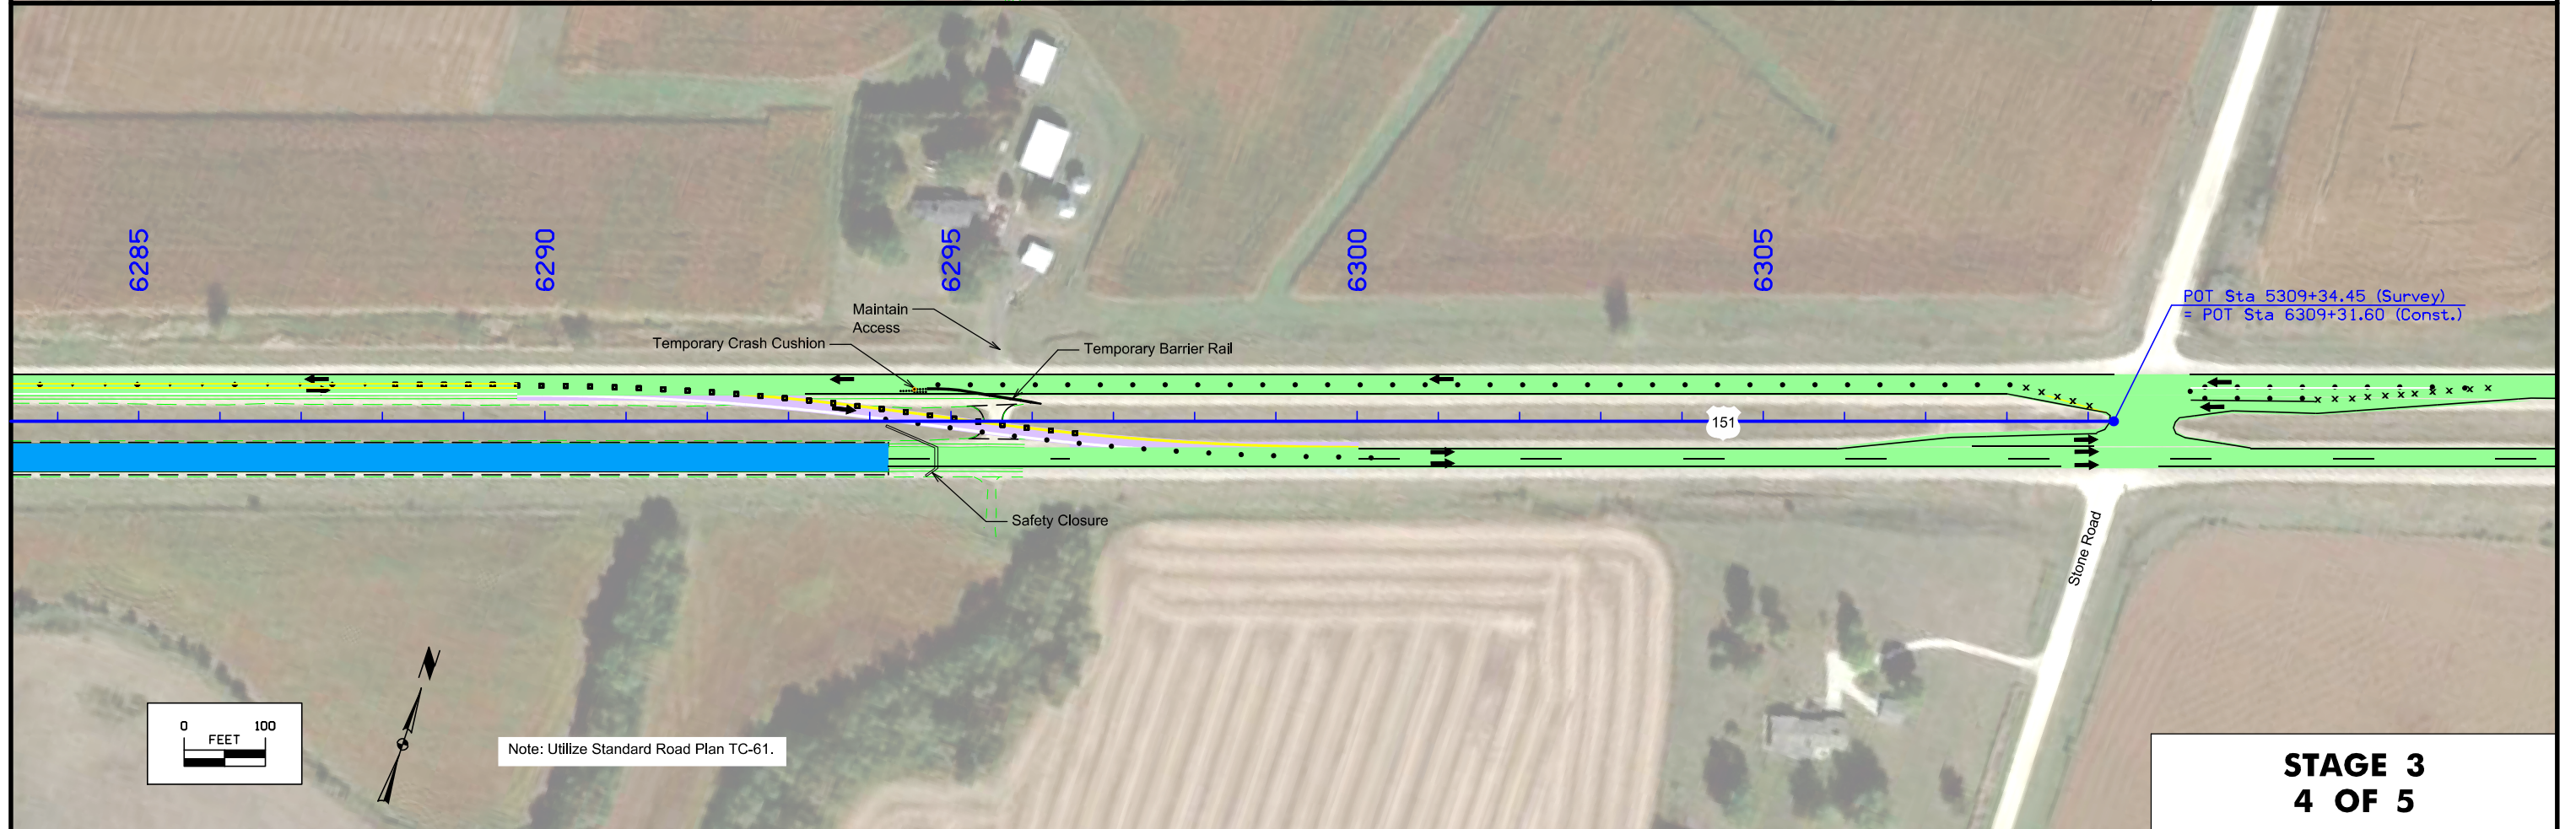 6285
6290
6295
6300
6305
POT Sta 5309+34.45 (Survey)
= POT Sta 6309+31.60 (Const.)
Maintain
Access
Temporary Crash Cushion
Temporary Barrier Rail
151
Safety Closure
Stone Road
0 100
FEET
Note: Utilize Standard Road Plan TC-61.
STAGE 3
4 OF 5